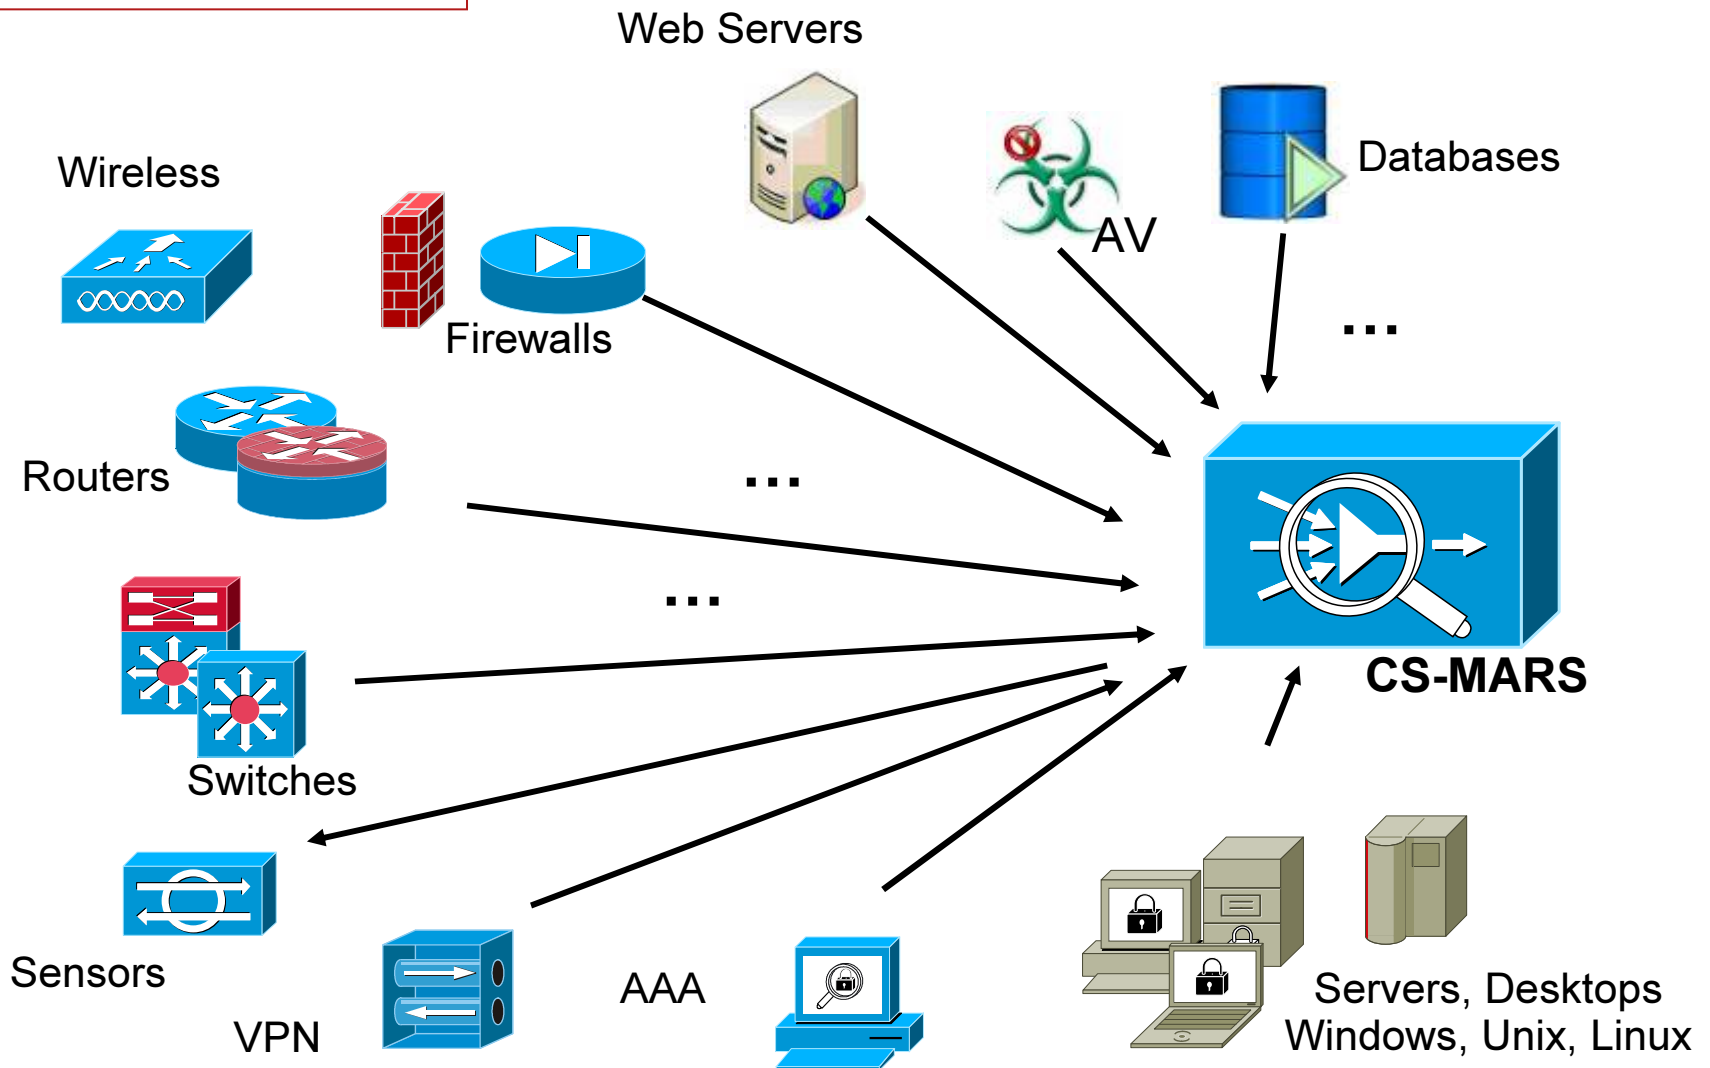 Web Servers
Wireless
AV
Databases
Firewalls
...
Routers
...
...
CS-MARS
Switches
Sensors
VPN
AAA
Servers, Desktops
Windows, Unix, Linux